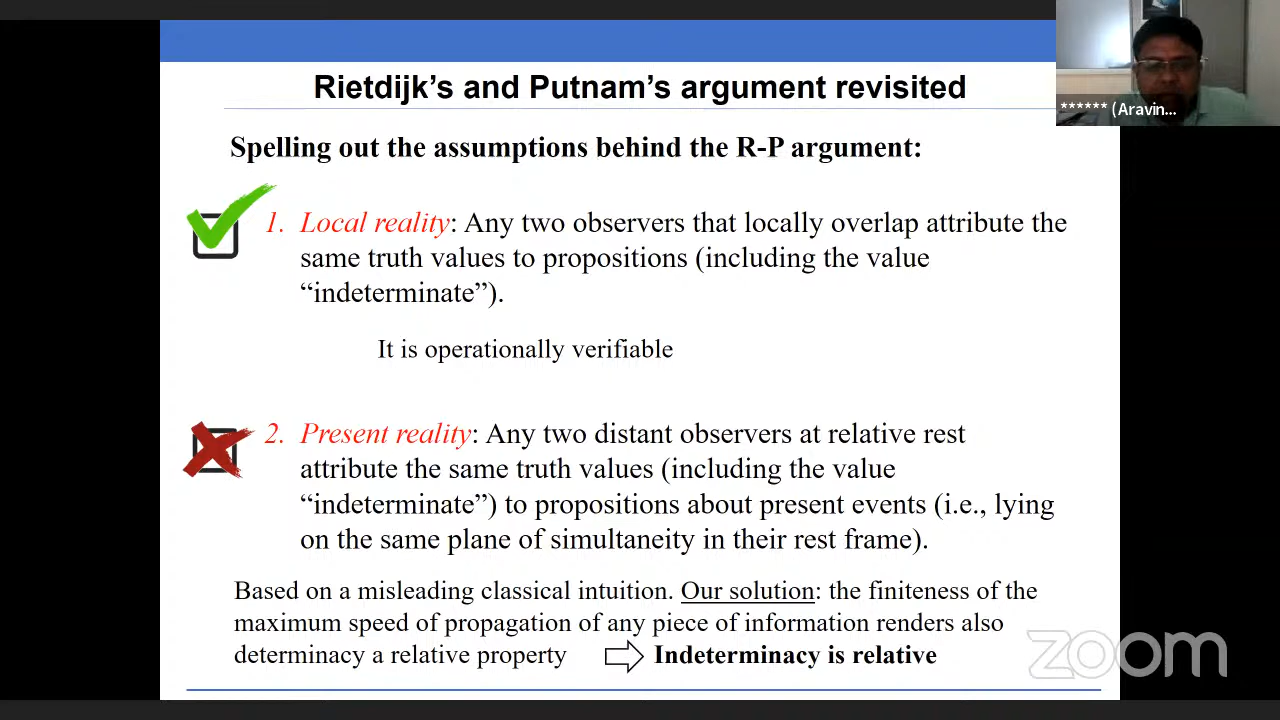 Rietdijk’s and Putnam’s argument revisited
****** (Aravin...
Spelling out the assumptions behind the R-P argument:
1. Local reality: Any two observers that locally overlap attribute the
same truth values to propositions (including the value
“indeterminate”).
It is operationally verifiable
2. Present reality: Any two distant observers at relative rest
attribute the same truth values (including the value
“indeterminate”) to propositions about present events (i.e., lying
on the same plane of simultaneity in their rest frame).
Based on a misleading classical intuition. Our solution: the finiteness of the
maximum speed of propagation of any piece of information renders also
determinacy a relative property Indeterminacy is relative
zoom